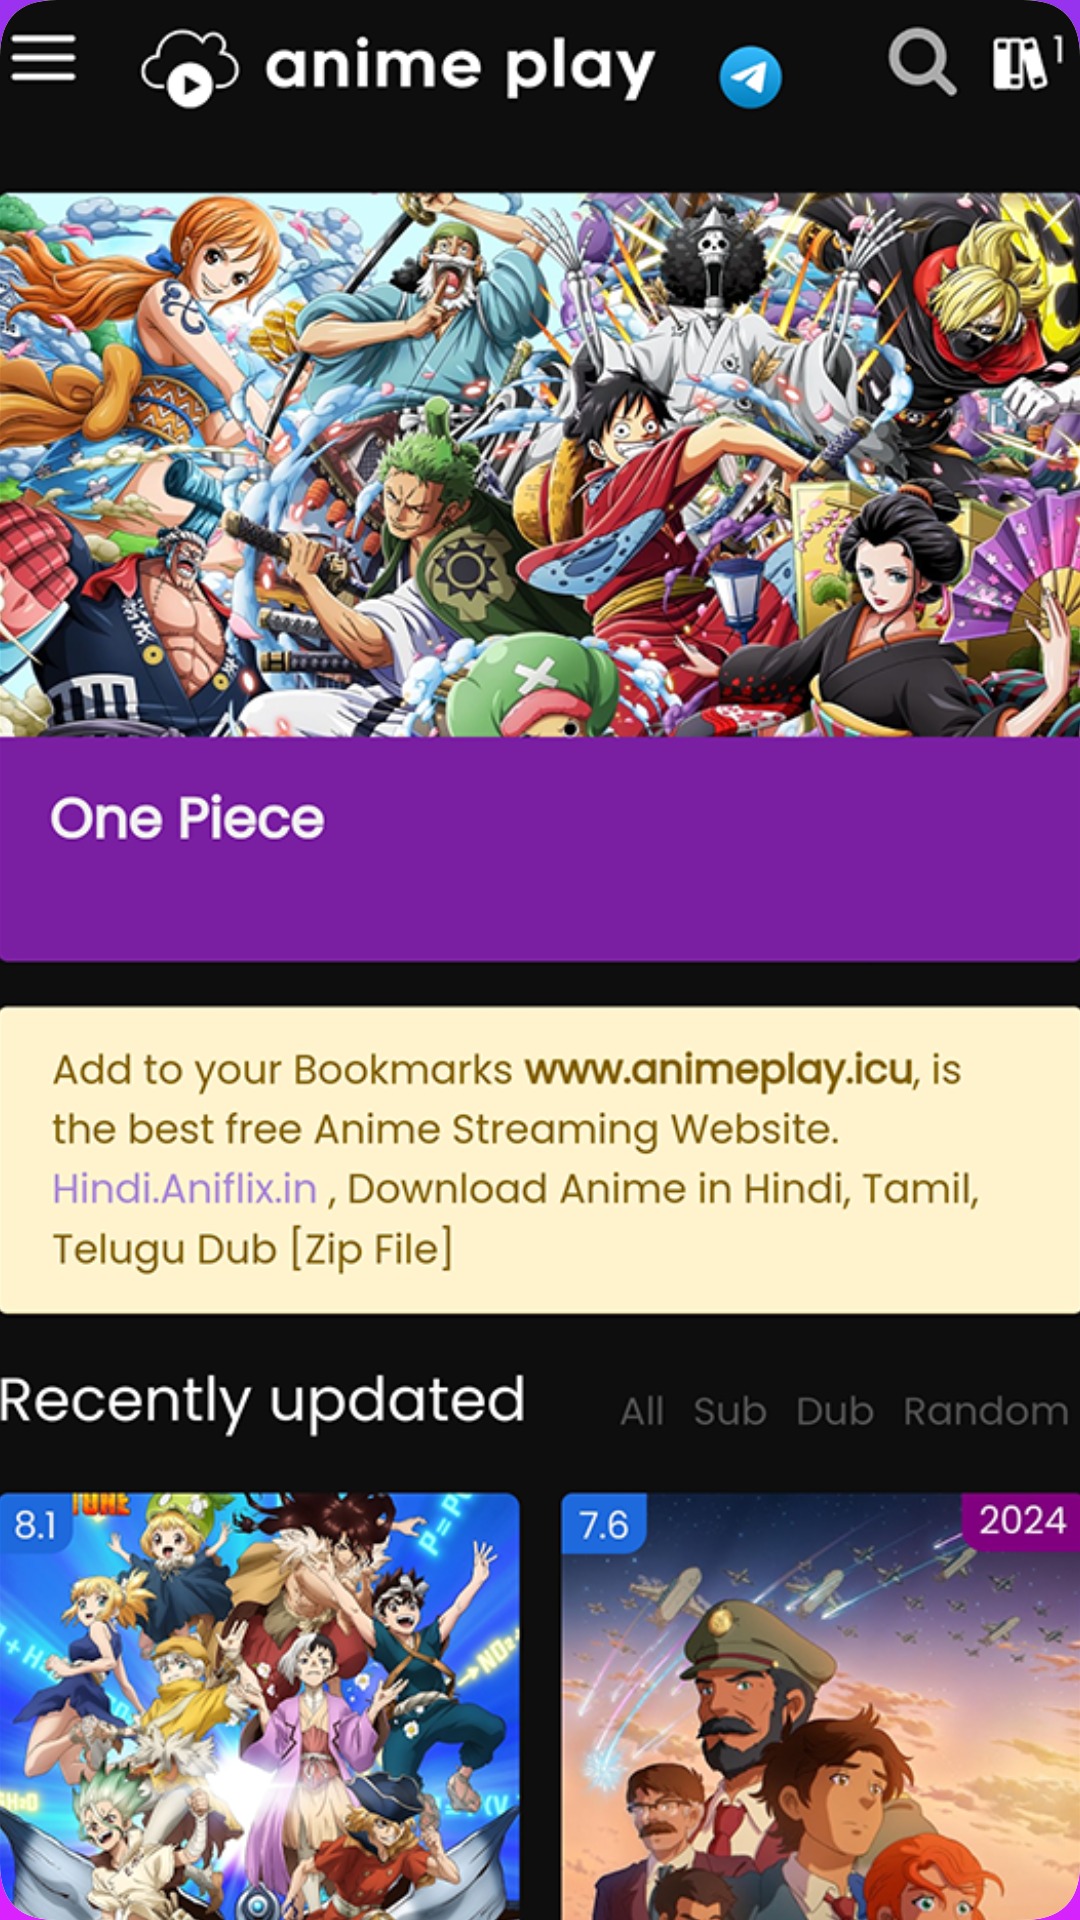 anime play
1
One Piece
Add to your Bookmarks www.animeplay.icu, is
the best free Anime Streaming Website.
Hindi.Aniflix.in , Download Anime in Hindi, Tamil,
Telugu Dub [Zip File]
Recently updated
All Sub Dub Random
8.1
7.6
2024